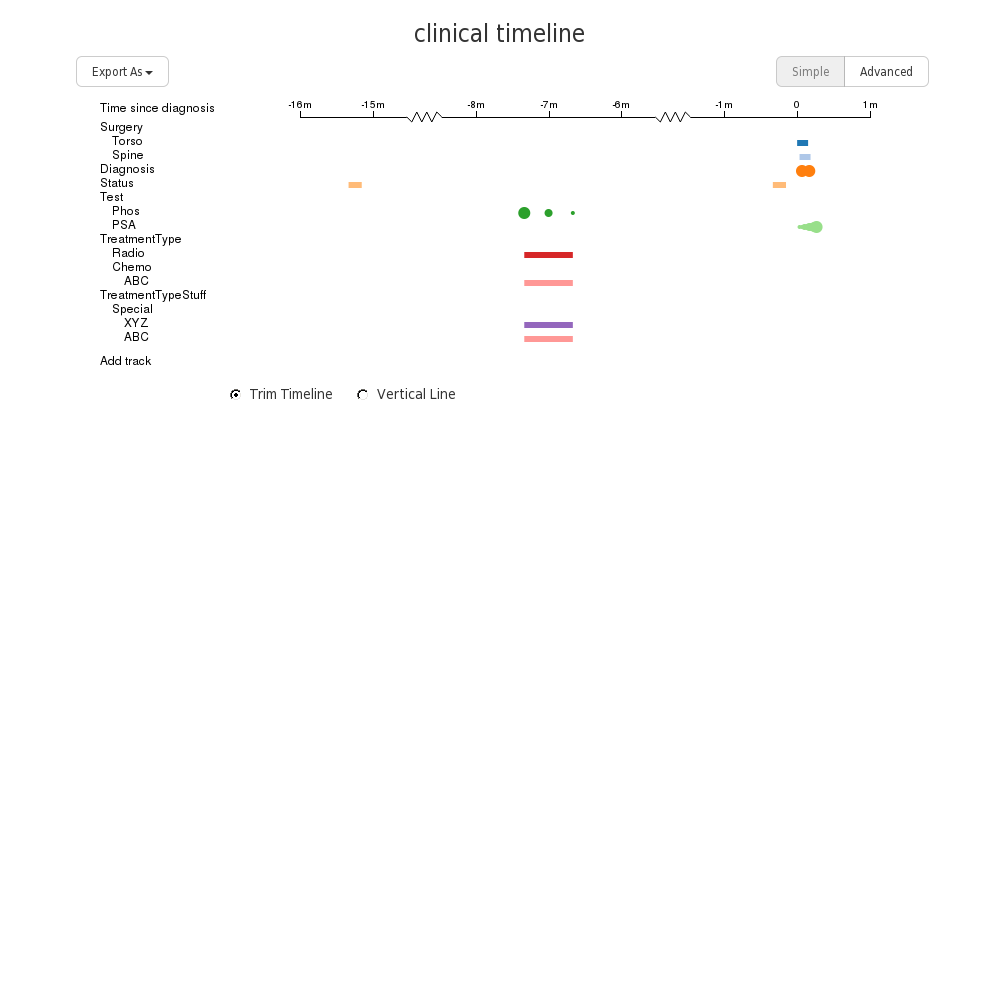 clinical timeline
Export As
Simple Advanced
Time since diagnosis -16m -15m -8m -7m -6m -1m 0 1m
Surgery
Torso
Spine
Diagnosis
Status
Test
Phos
PSA
TreatmentType
Radio
Chemo
ABC
TreatmentTypeStuff
Special
XYZ
ABC
Add track
Trim Timeline Vertical Line